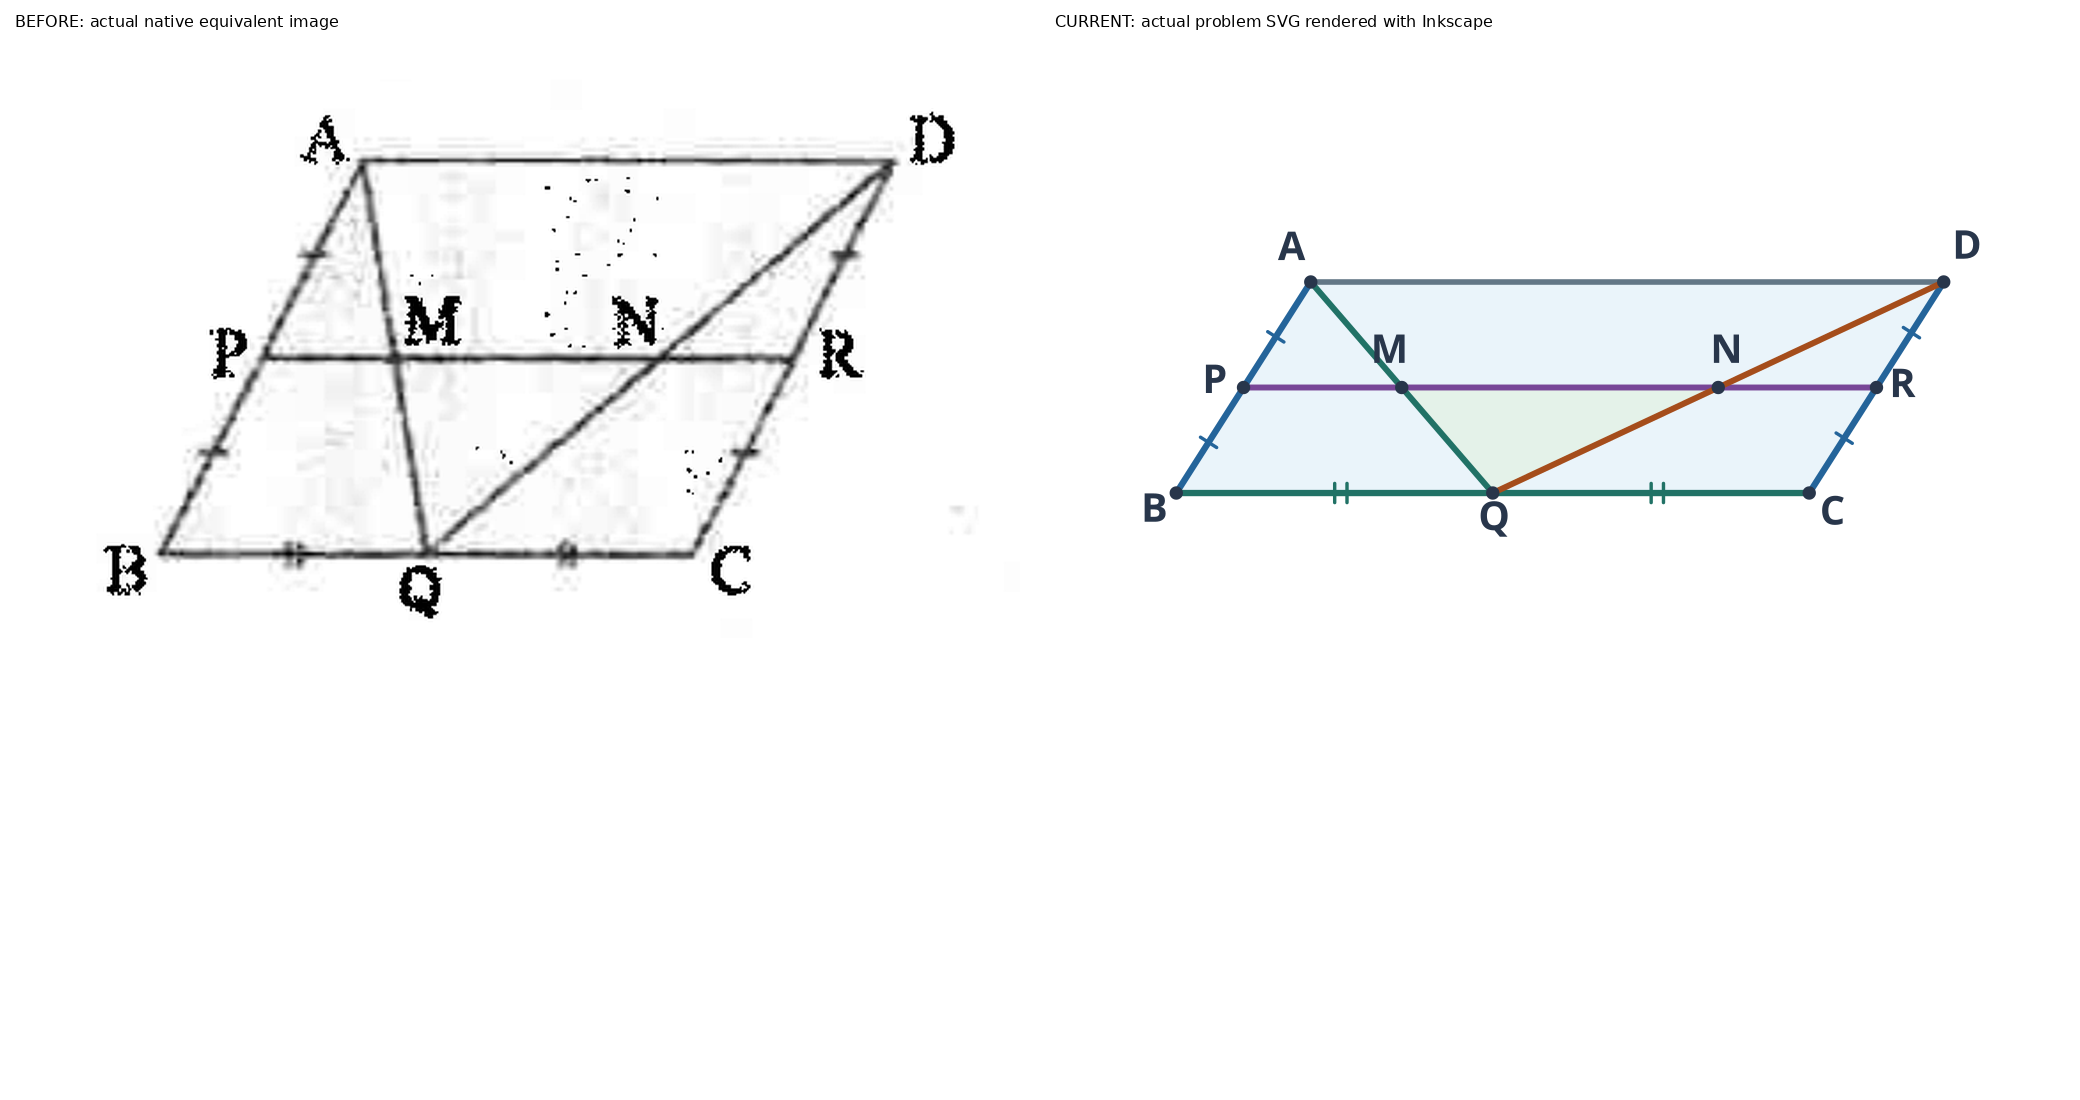 BEFORE: actual native equivalent image
CURRENT: actual problem SVG rendered with Inkscape
A
D
M
N
P
R
B
Q
C
A
D
M
N
P
R
B
Q
C